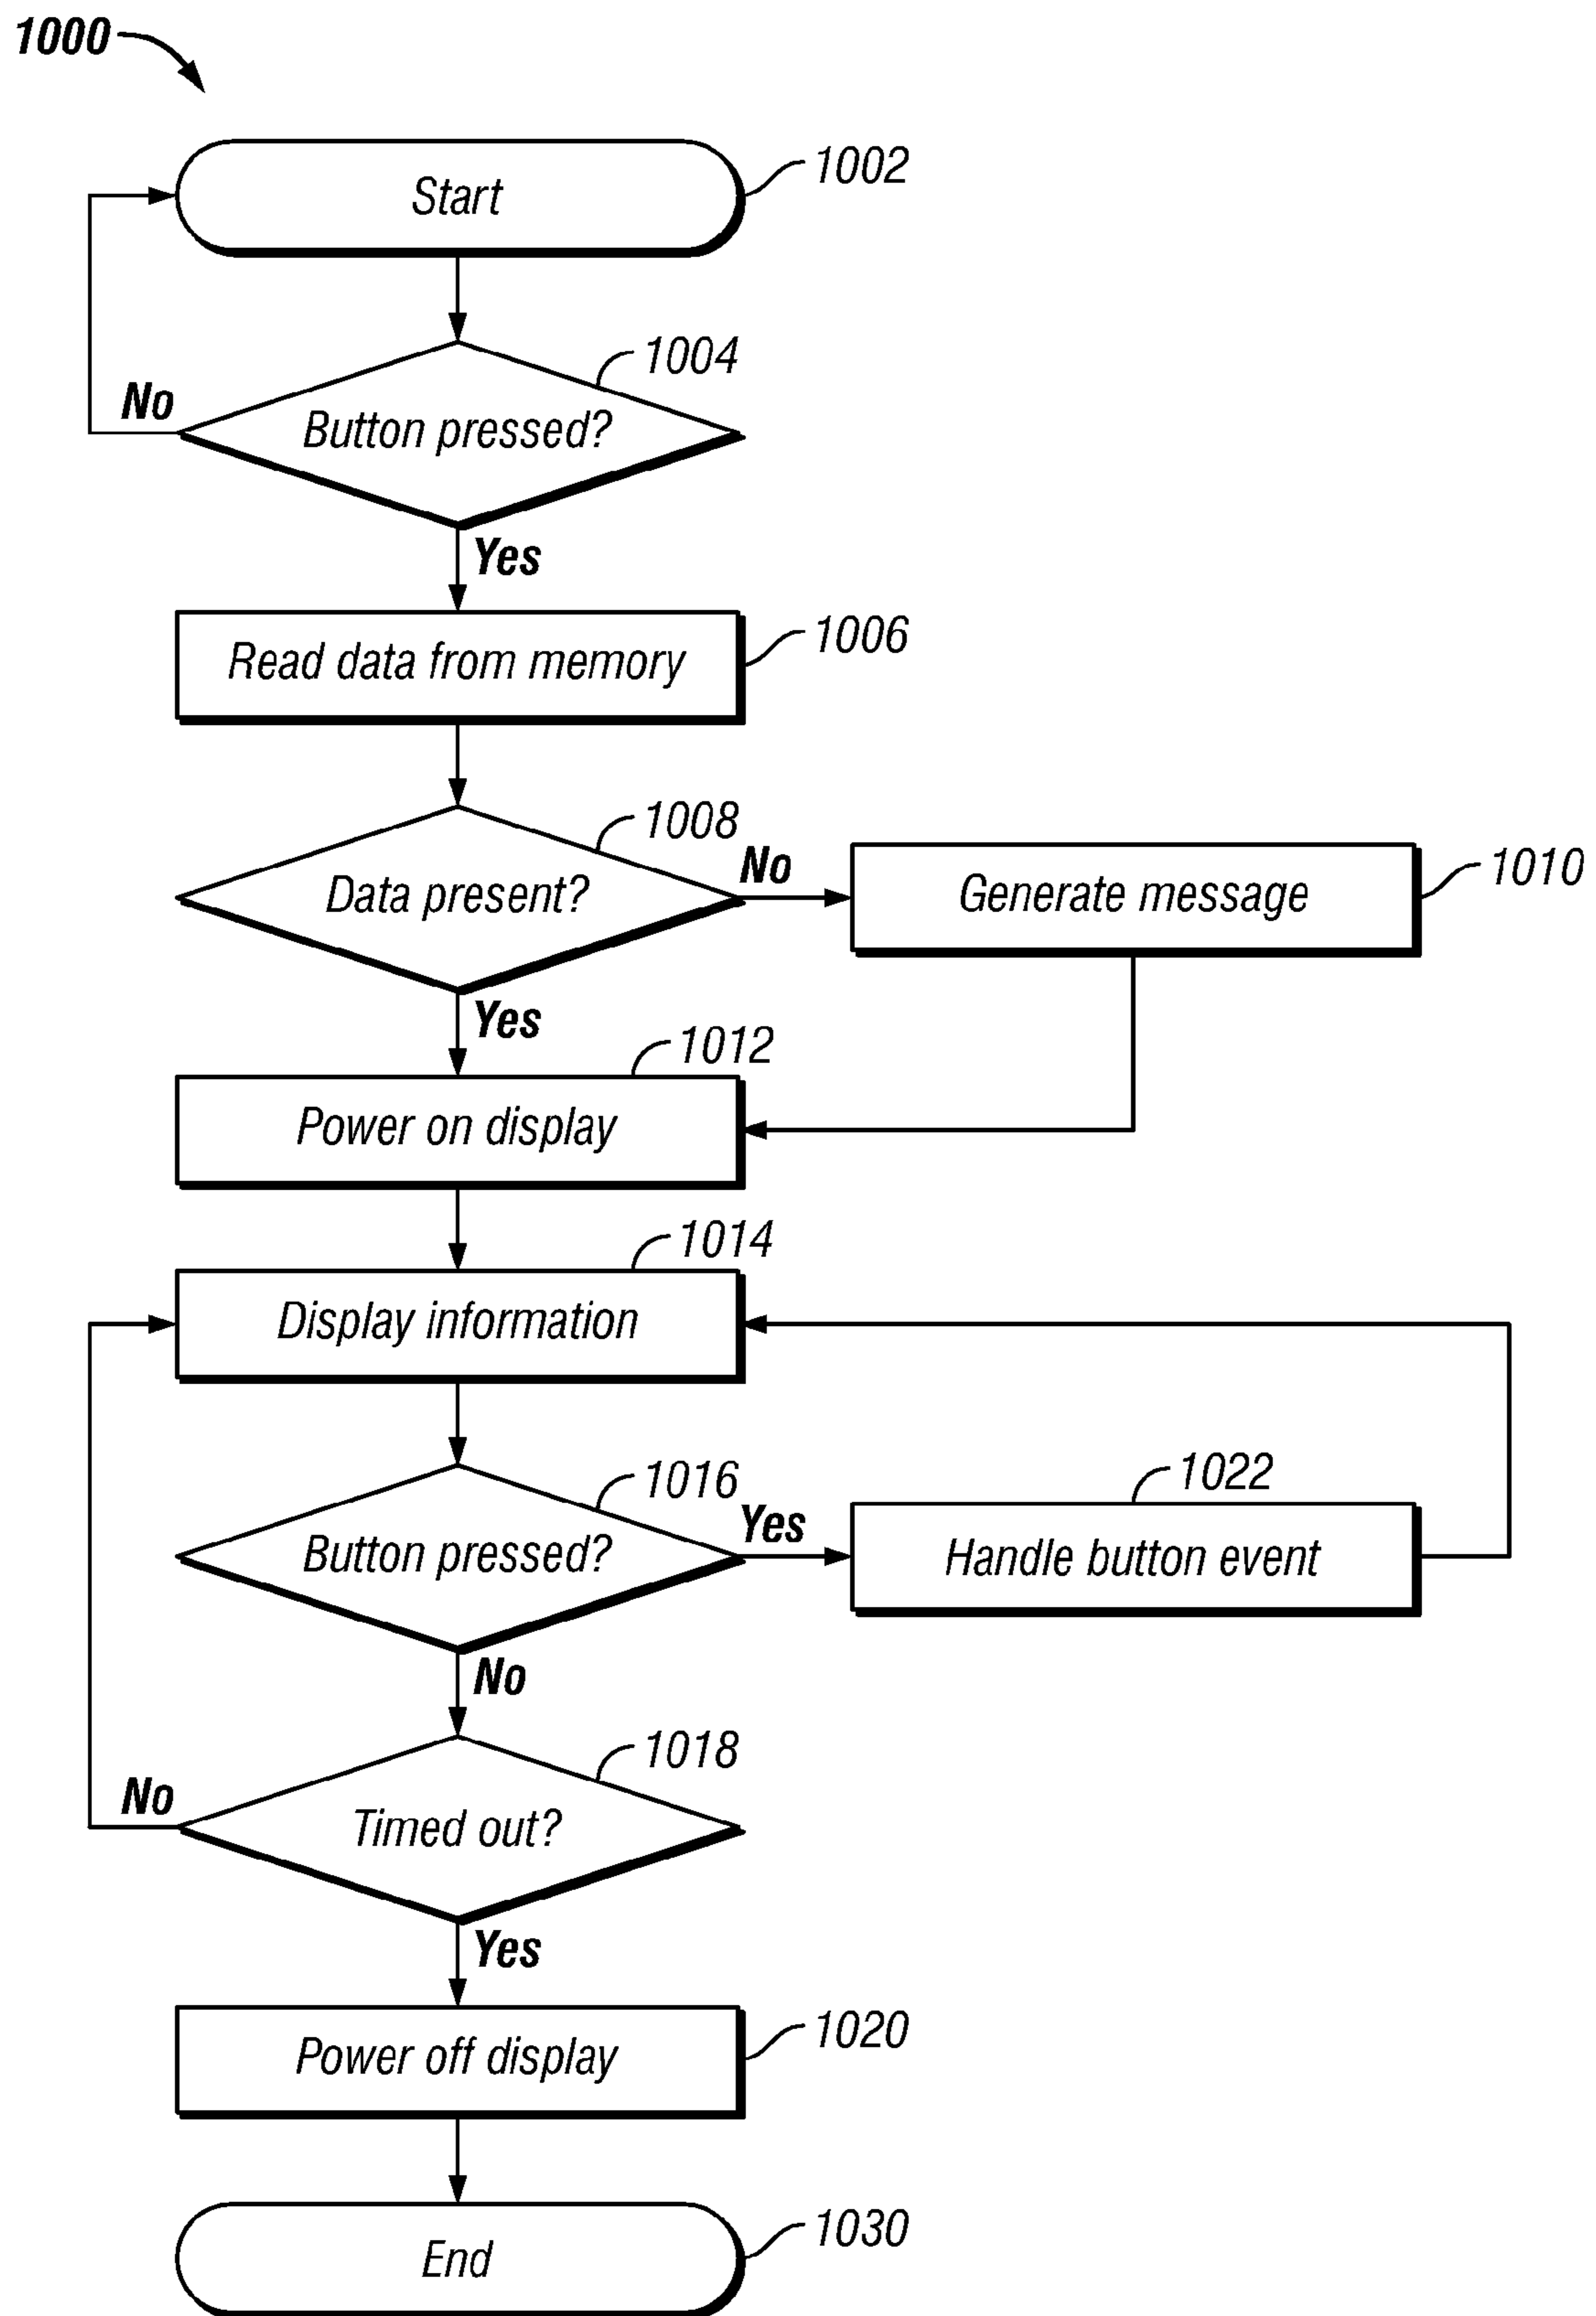 1000
Start
1002
1004
No
Button pressed?
Yes
Read data from memory
1006
1008
Data present?
No
Generate message
1010
Yes
1012
Power on display
1014
Display information
1016
Button pressed?
Yes
1022
Handle button event
No
1018
No
Timed out?
Yes
Power off display
1020
End
1030